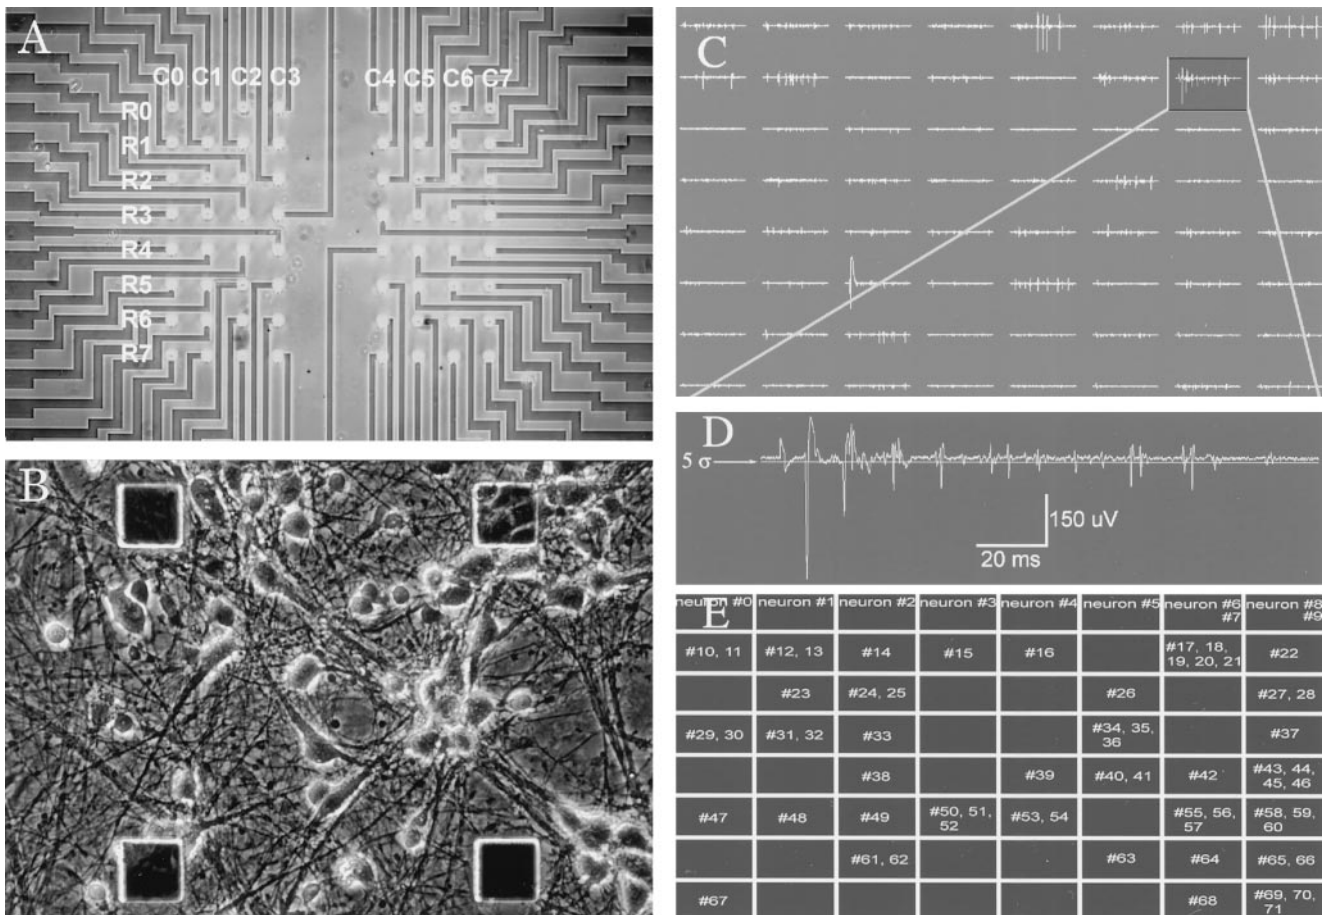 A
C0 C1 C2 C3 C4 C5 C6 C7
R0
R1
R2
R3
R4
R5
R6
R7
B
C
D
5 σ
150 uV
20 ms
E
neuron #0 neuron #1 neuron #2 neuron #3 neuron #4 neuron #5 neuron #6 neuron #8
#7 #9
#10, 11 #12, 13 #14 #15 #16 #17, 18, #22
19, 20, 21
#23 #24, 25 #26 #27, 28
#29, 30 #31, 32 #33 #34, 35, #37
36
#38 #39 #40, 41 #42 #43, 44,
45, 46
#47 #48 #49 #50, 51, #53, 54 #55, 56, #58, 59,
52 57 60
#61, 62 #63 #64 #65, 66
#67 #68 #69, 70,
71